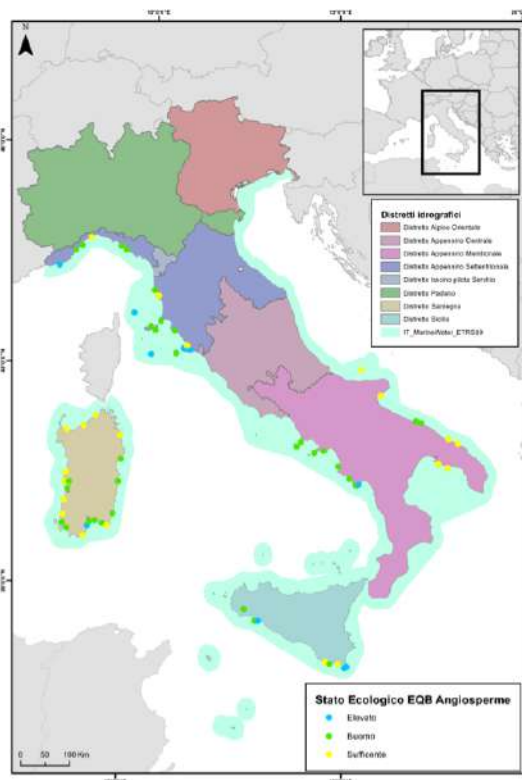 N
Distretti idrografici
Distretto Alpino Orientale
Distretto Appennino Centrale
Distretto Appennino Meridionale
Distretto Appennino Settentrionale
Distretto bacino pilota Serchio
Distretto Padano
Distretto Sardegna
Distretto Sicilia
IT_MarineWater_ETRS89
0 50 100 Km
Stato Ecologico EQB Angiosperme
Elevato
Buono
Sufficente